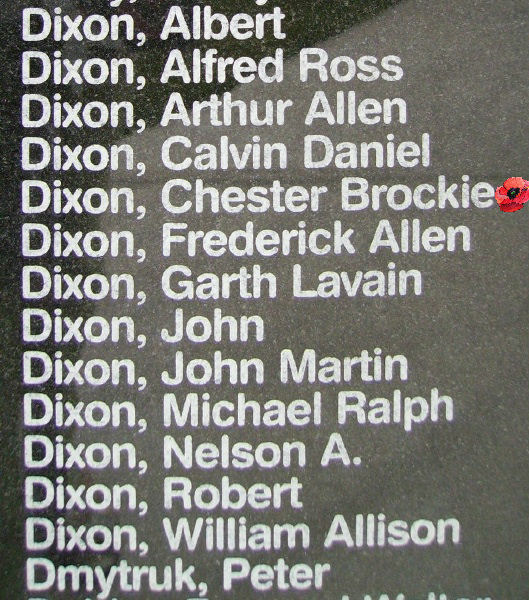 Dixon, Albert
Dixon, Alfred Ross
Dixon, Arthur Allen
Dixon, Calvin Daniel
Dixon, Chester Brockie
Dixon, Frederick Allen
Dixon, Garth Lavain
Dixon, John
Dixon, John Martin
Dixon, Michael Ralph
Dixon, Nelson A.
Dixon, Robert
Dixon, William Allison
Dmytruk, Peter